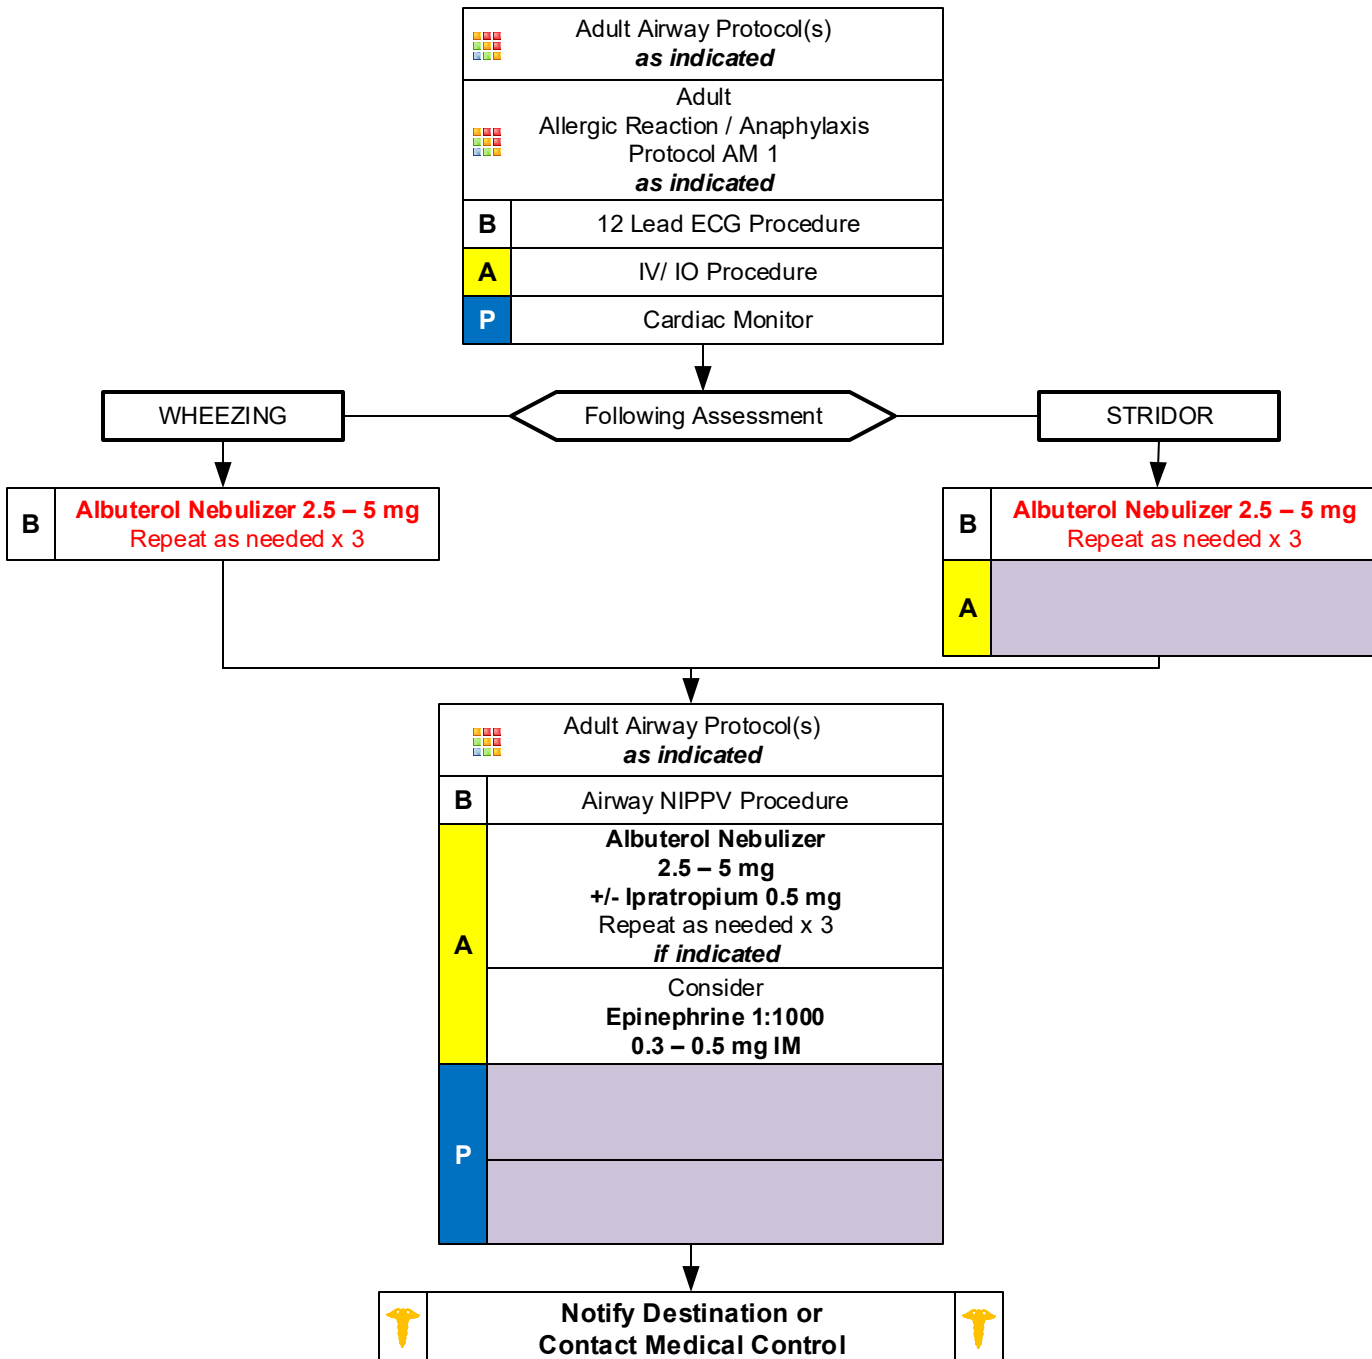 Adult Airway Protocol(s)
as indicated
Adult
Allergic Reaction / Anaphylaxis
Protocol AM 1
as indicated
B
12 Lead ECG Procedure
A
IV/ IO Procedure
P
Cardiac Monitor
WHEEZING
Following Assessment
STRIDOR
B
Albuterol Nebulizer 2.5 – 5 mg
Repeat as needed x 3
B
Albuterol Nebulizer 2.5 – 5 mg
Repeat as needed x 3
A
Adult Airway Protocol(s)
as indicated
B
Airway NIPPV Procedure
A
Albuterol Nebulizer
2.5 – 5 mg
+/- Ipratropium 0.5 mg
Repeat as needed x 3
if indicated
Consider
Epinephrine 1:1000
0.3 – 0.5 mg IM
P
Notify Destination or
Contact Medical Control